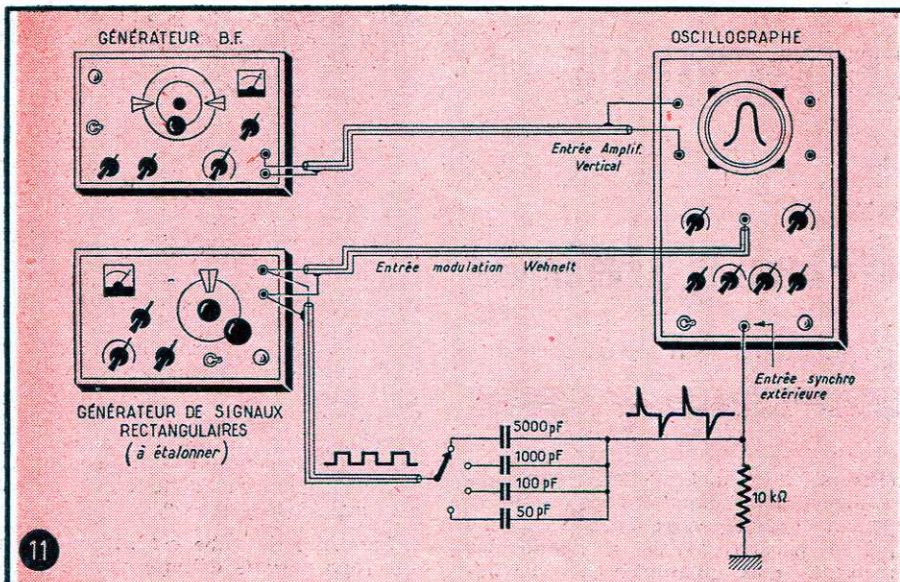 GÉNÉRATEUR B.F.
OSCILLOGRAPHE
Entrée Amplif.
Vertical
Entrée modulation Wehnelt
GÉNÉRATEUR DE SIGNAUX
RECTANGULAIRES
(à étalonner)
Entrée synchro
extérieure
5000 pF
1000 pF
100 pF
50 pF
10 kΩ
11